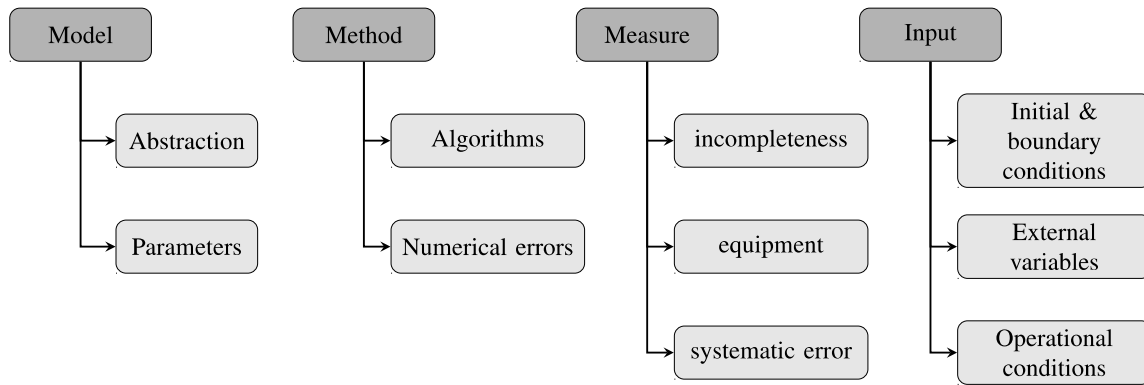 Model
Abstraction
Parameters
Method
Algorithms
Numerical errors
Measure
incompleteness
equipment
systematic error
Input
Initial &
boundary
conditions
External
variables
Operational
conditions